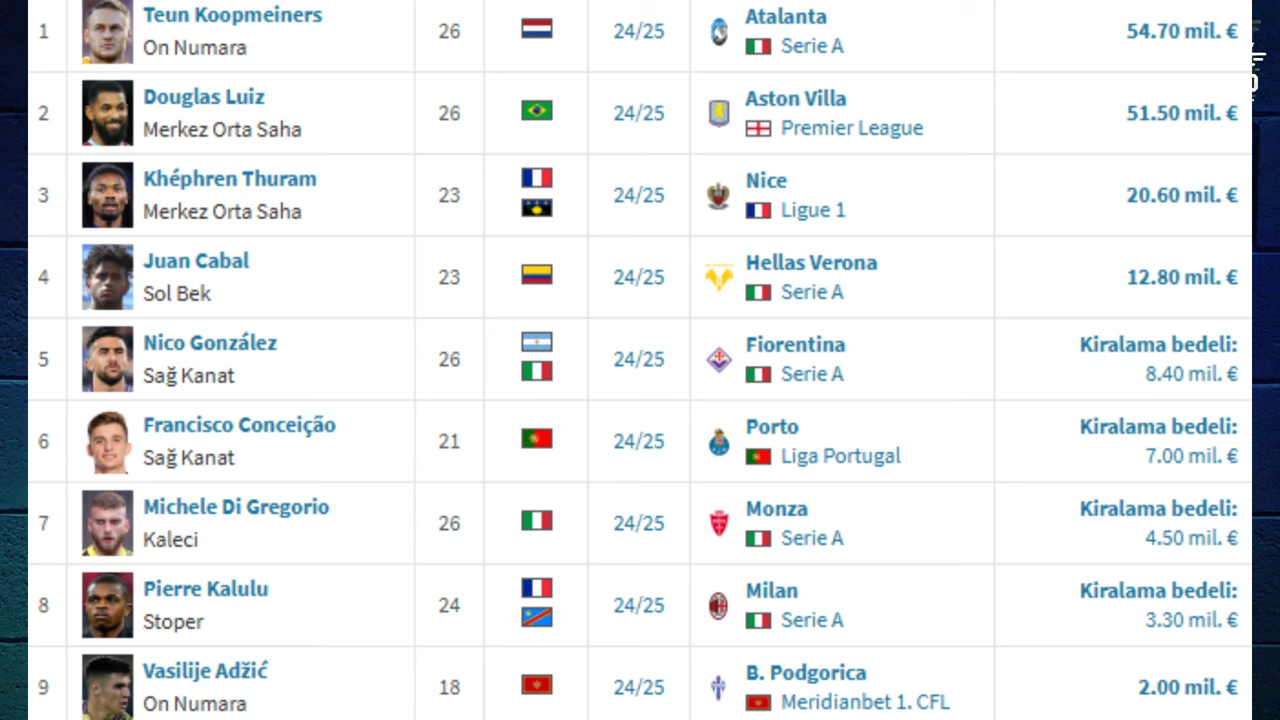 1 Teun Koopmeiners 26 24/25 Atalanta 54.70 mil. €
On Numara Serie A
2 Douglas Luiz 26 24/25 Aston Villa 51.50 mil. €
Merkez Orta Saha Premier League
3 Khéphren Thuram 23 24/25 Nice 20.60 mil. €
Merkez Orta Saha Ligue 1
4 Juan Cabal 23 24/25 Hellas Verona 12.80 mil. €
Sol Bek Serie A
5 Nico González 26 24/25 Fiorentina Kiralama bedeli:
Sağ Kanat Serie A 8.40 mil. €
6 Francisco Conceição 21 24/25 Porto Kiralama bedeli:
Sağ Kanat Liga Portugal 7.00 mil. €
7 Michele Di Gregorio 26 24/25 Monza Kiralama bedeli:
Kaleci Serie A 4.50 mil. €
8 Pierre Kalulu 24 24/25 Milan Kiralama bedeli:
Stoper Serie A 3.30 mil. €
9 Vasilije Adžić 18 24/25 B. Podgorica 2.00 mil. €
On Numara Meridianbet 1. CFL